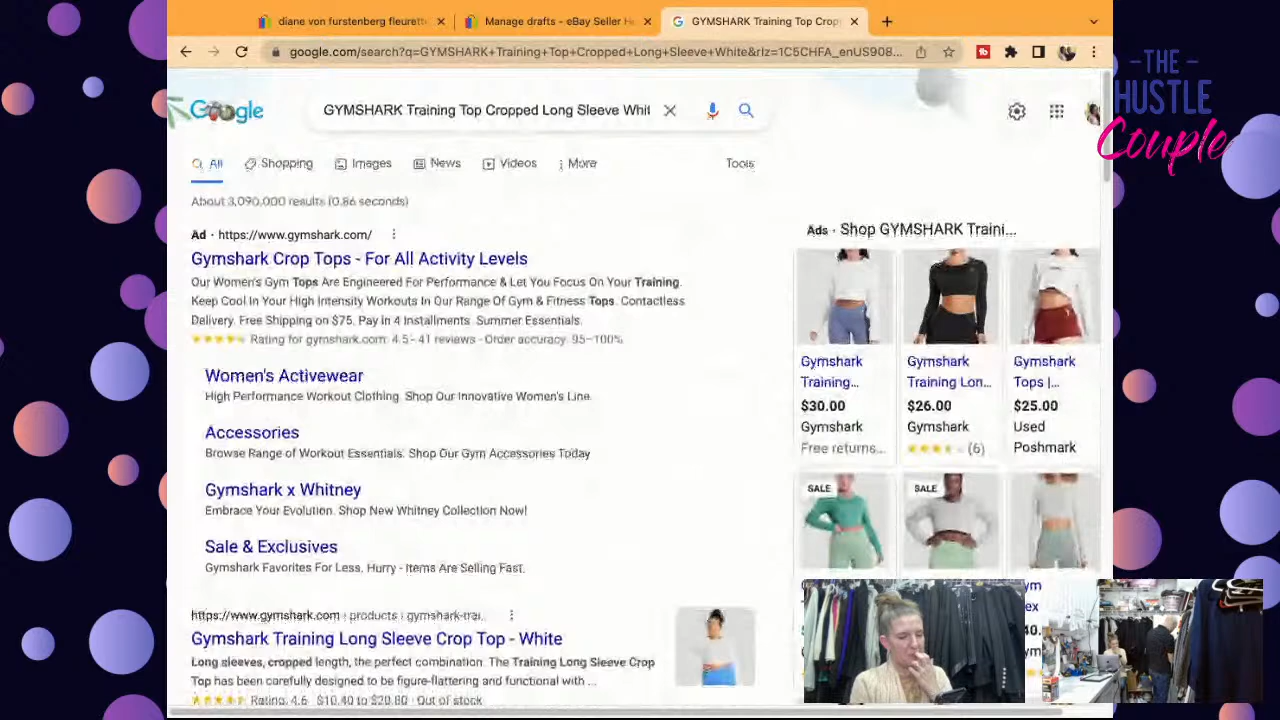 diane von furstenberg fleurett
Manage drafts - eBay Seller H
GYMSHARK Training Top Crop
google.com/search?q=GYMSHARK+Training+Top+Cropped+Long+Sleeve+White&rlz=1C5CHFA_enUS908...
-THE-
HUSTLE
Couple
Google
GYMSHARK Training Top Cropped Long Sleeve Whit
All
Shopping
Images
News
Videos
More
Tools
About 3,090,000 results (0.86 seconds)
Ad · https://www.gymshark.com/
Gymshark Crop Tops - For All Activity Levels
Our Women's Gym Tops Are Engineered For Performance & Let You Focus On Your Training.
Keep Cool In Your High Intensity Workouts In Our Range Of Gym & Fitness Tops. Contactless
Delivery. Free Shipping on $75. Pay in 4 Installments. Summer Essentials.
Rating for gymshark.com: 4.5 - 41 reviews - Order accuracy: 95–100%
Women's Activewear
High Performance Workout Clothing. Shop Our Innovative Women's Line.
Accessories
Browse Range of Workout Essentials. Shop Our Gym Accessories Today
Gymshark x Whitney
Embrace Your Evolution. Shop New Whitney Collection Now!
Sale & Exclusives
Gymshark Favorites For Less. Hurry - Items Are Selling Fast.
https://www.gymshark.com › products › gymshark-trai...
Gymshark Training Long Sleeve Crop Top - White
Long sleeves, cropped length, the perfect combination. The Training Long Sleeve Crop
Top has been carefully designed to be figure-flattering and functional with ...
Rating: 4.6 · $10.40 to $20.80 · Out of stock
Ads · Shop GYMSHARK Traini...
Gymshark
Training...
$30.00
Gymshark
Free returns...
Gymshark
Training Lon...
$26.00
Gymshark
(6)
Gymshark
Tops |...
$25.00
Used
Poshmark
SALE
SALE